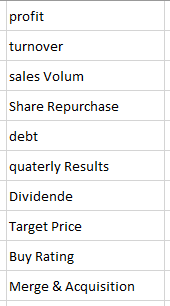 profit
turnover
sales Volum
Share Repurchase
debt
quaterly Results
Dividende
Target Price
Buy Rating
Merge & Acquisition